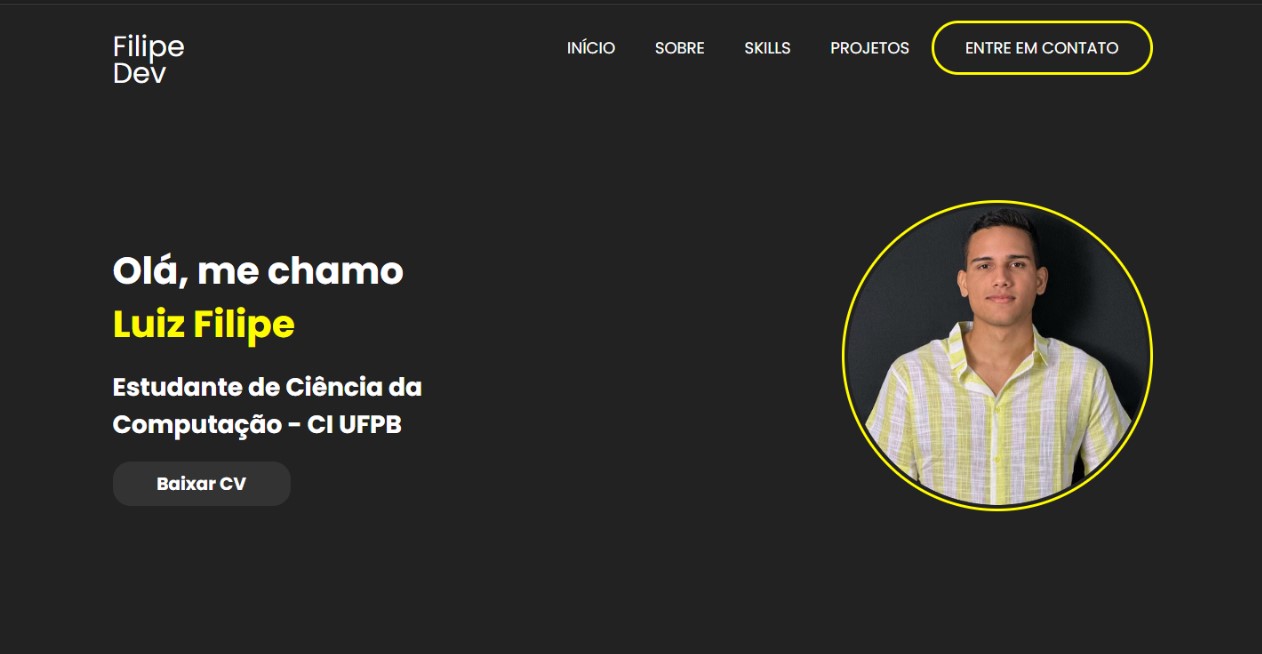 Filipe
Dev
INÍCIO SOBRE SKILLS PROJETOS ENTRE EM CONTATO
Olá, me chamo
Luiz Filipe
Estudante de Ciência da
Computação - CI UFPB
Baixar CV